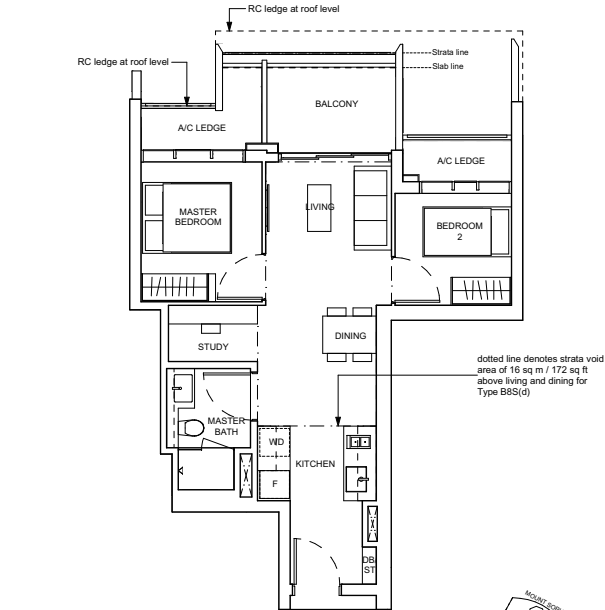 RC ledge at roof level
Strata line
RC ledge at roof level
Slab line
BALCONY
A/C LEDGE
A/C LEDGE
MASTER
BEDROOM
LIVING
BEDROOM
2
DINING
STUDY
dotted line denotes strata void
area of 16 sq m / 172 sq ft
above living and dining for
Type B8S(d)
MASTER
BATH
W/D
KITCHEN
F
DB/
ST